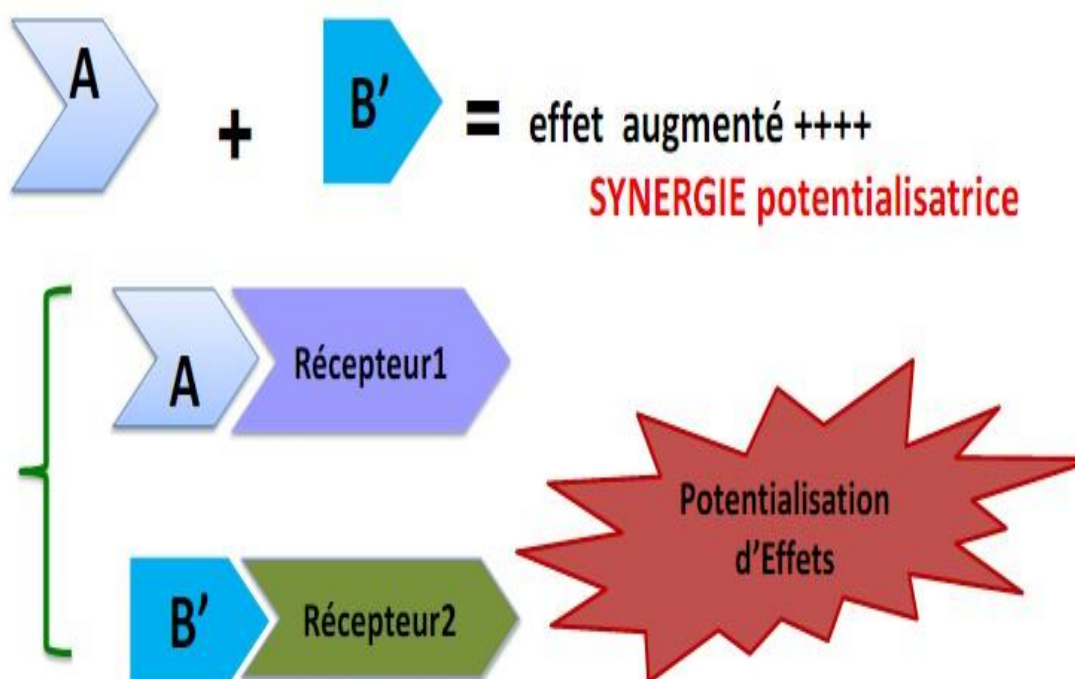 A + B' = effet augmenté ++++
SYNERGIE potentialisatrice
A Récepteur1
Potentialisation
d'Effets
B' Récepteur2